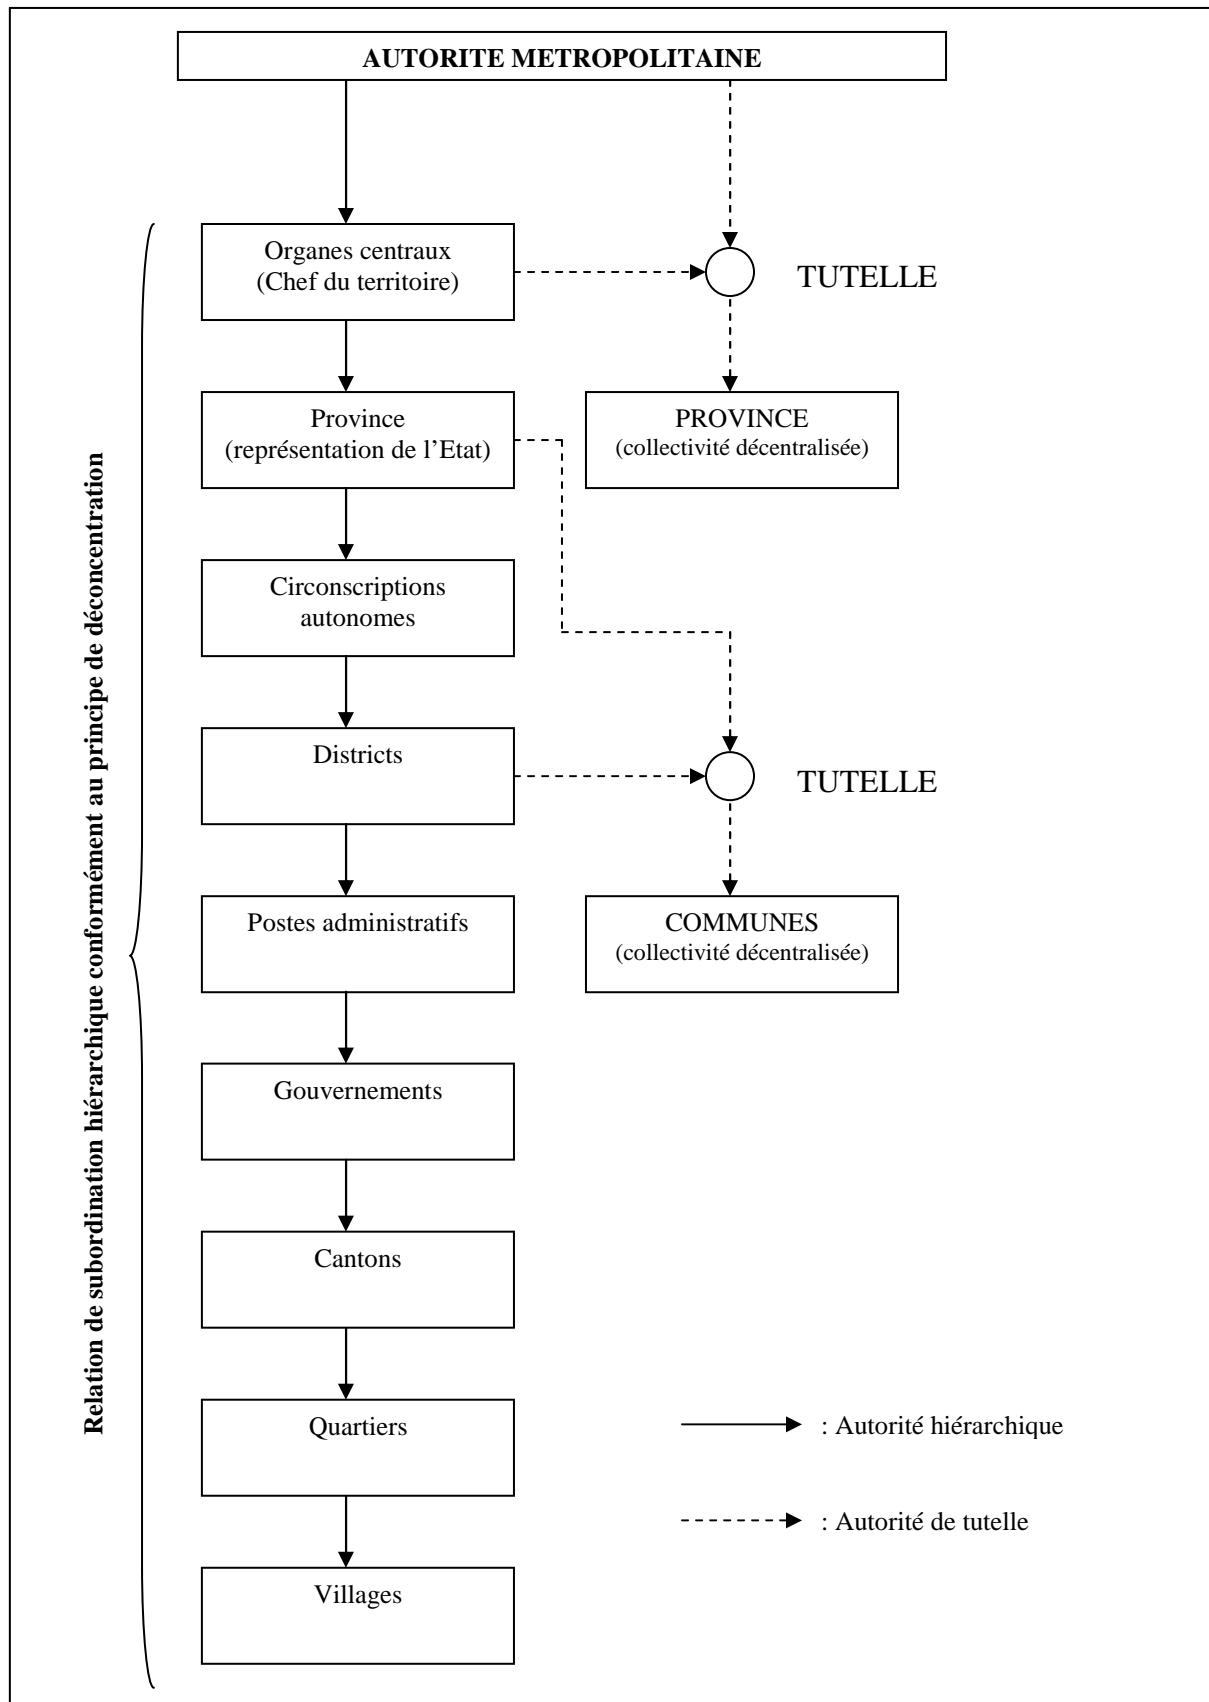 AUTORITE METROPOLITAINE
Organes centraux
(Chef du territoire)
TUTELLE
Province
(représentation de l'Etat)
PROVINCE
(collectivité décentralisée)
Relation de subordination hiérarchique conformément au principe de déconcentration
Circonscriptions
autonomes
Districts
TUTELLE
Postes administratifs
COMMUNES
(collectivité décentralisée)
Gouvernements
Cantons
Quartiers
: Autorité hiérarchique
: Autorité de tutelle
Villages